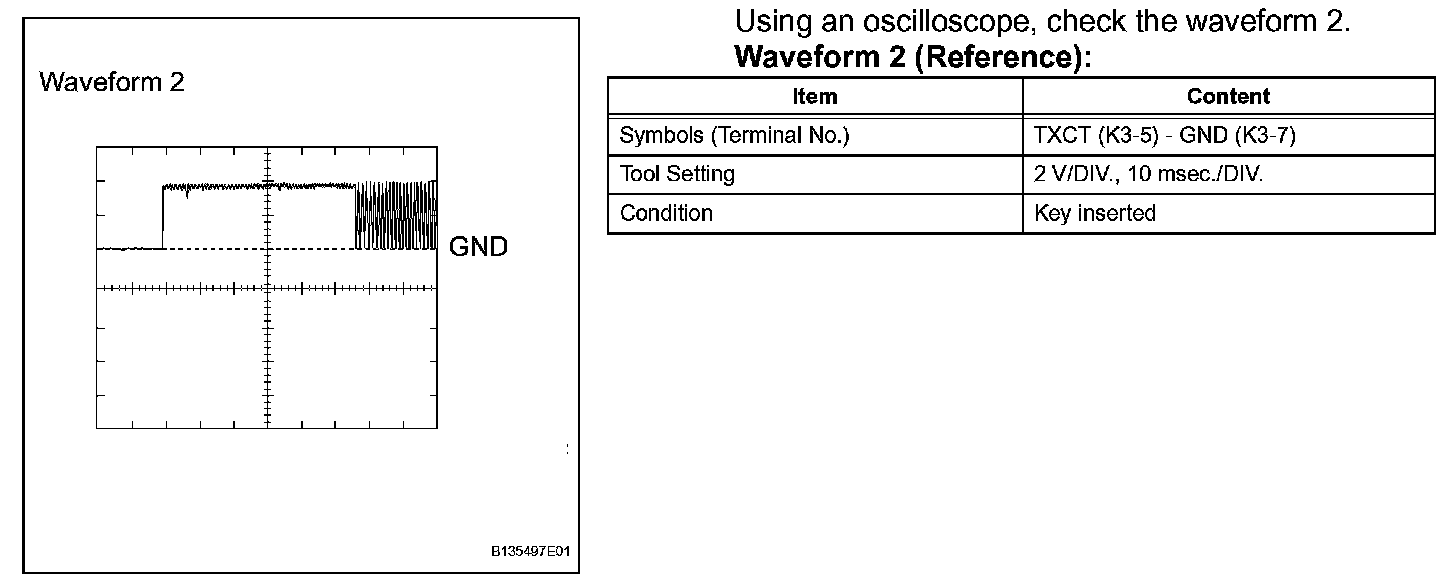 Using an oscilloscope, check the waveform 2.
Waveform 2 (Reference):
Item Content
Symbols (Terminal No.) TXCT (K3-5) - GND (K3-7)
Tool Setting 2 V/DIV., 10 msec./DIV.
Condition Key inserted
Waveform 2
GND
B135497E01